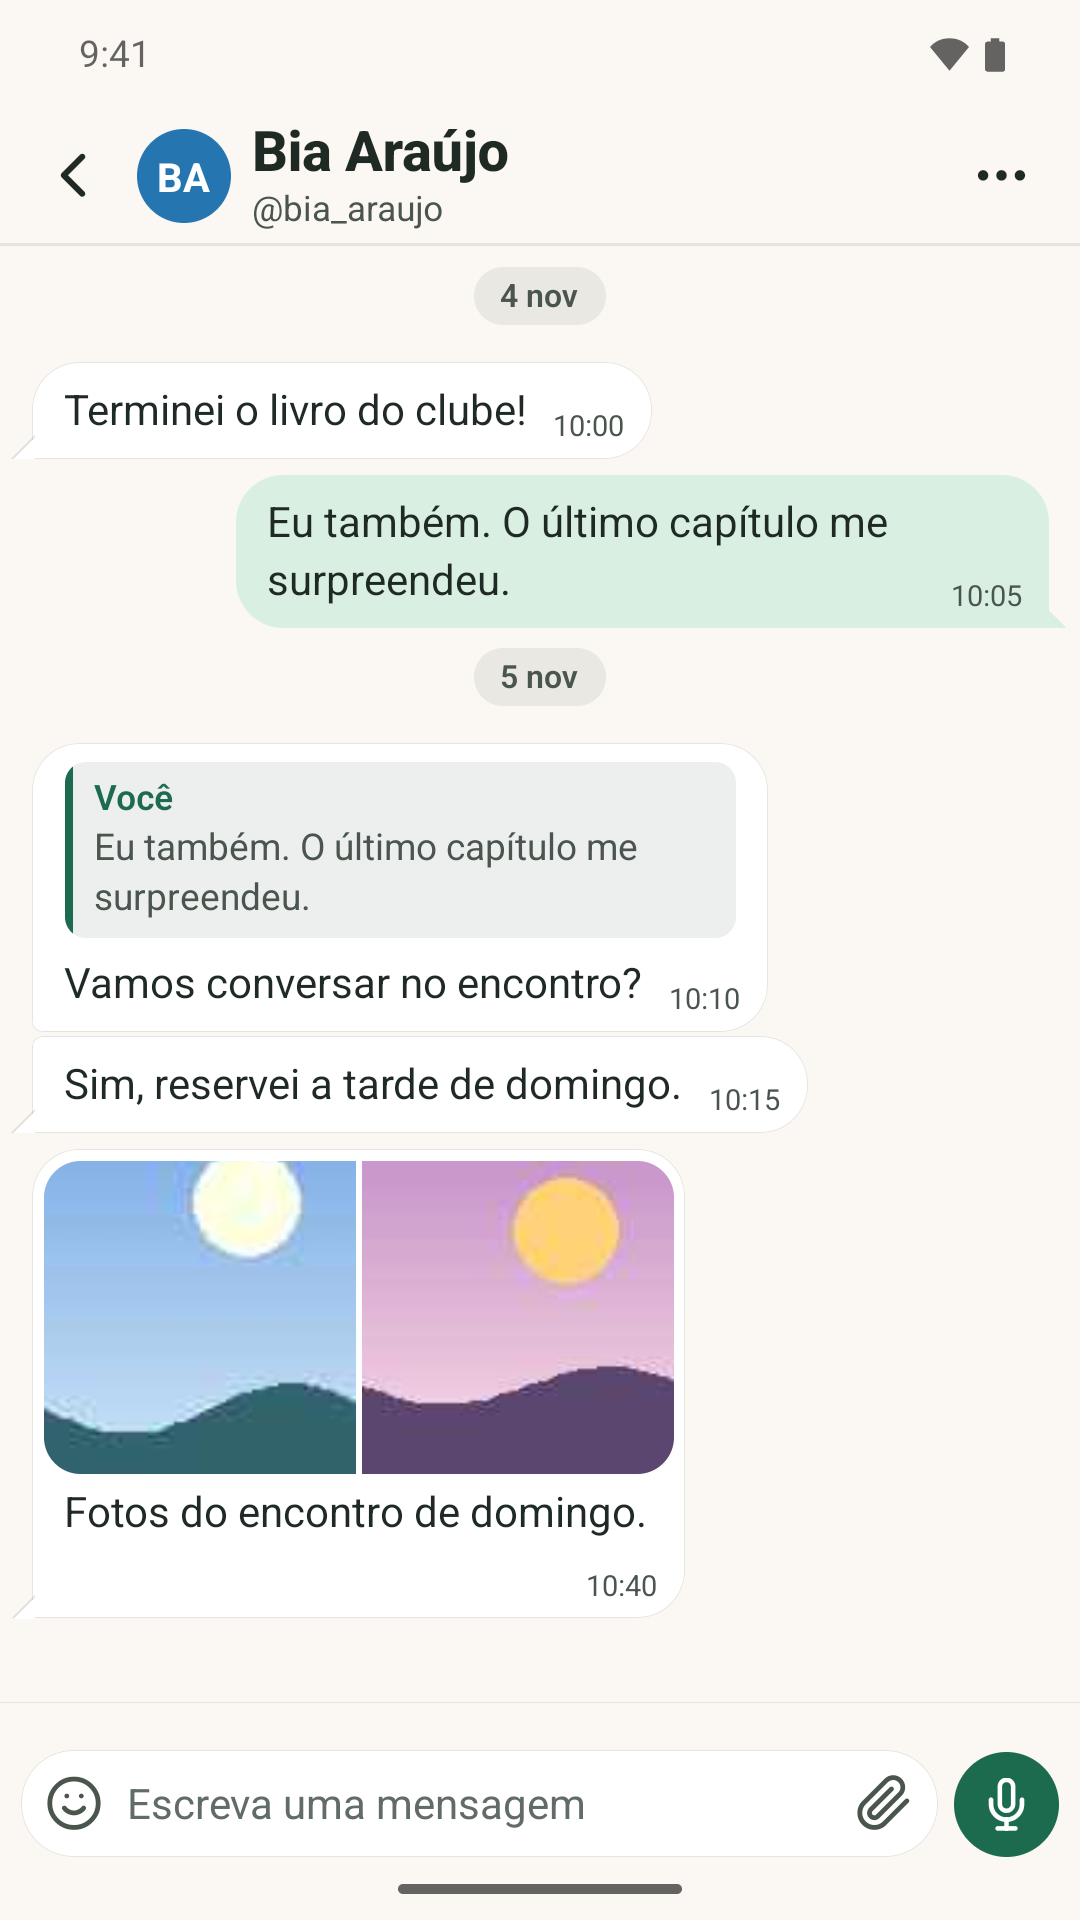 9:41
BA
Bia Araújo
@bia_araujo
4 nov
Terminei o livro do clube!
10:00
Eu também. O último capítulo me
surpreendeu.
10:05
5 nov
Você
Eu também. O último capítulo me
surpreendeu.
Vamos conversar no encontro?
10:10
Sim, reservei a tarde de domingo.
10:15
Fotos do encontro de domingo.
10:40
Escreva uma mensagem